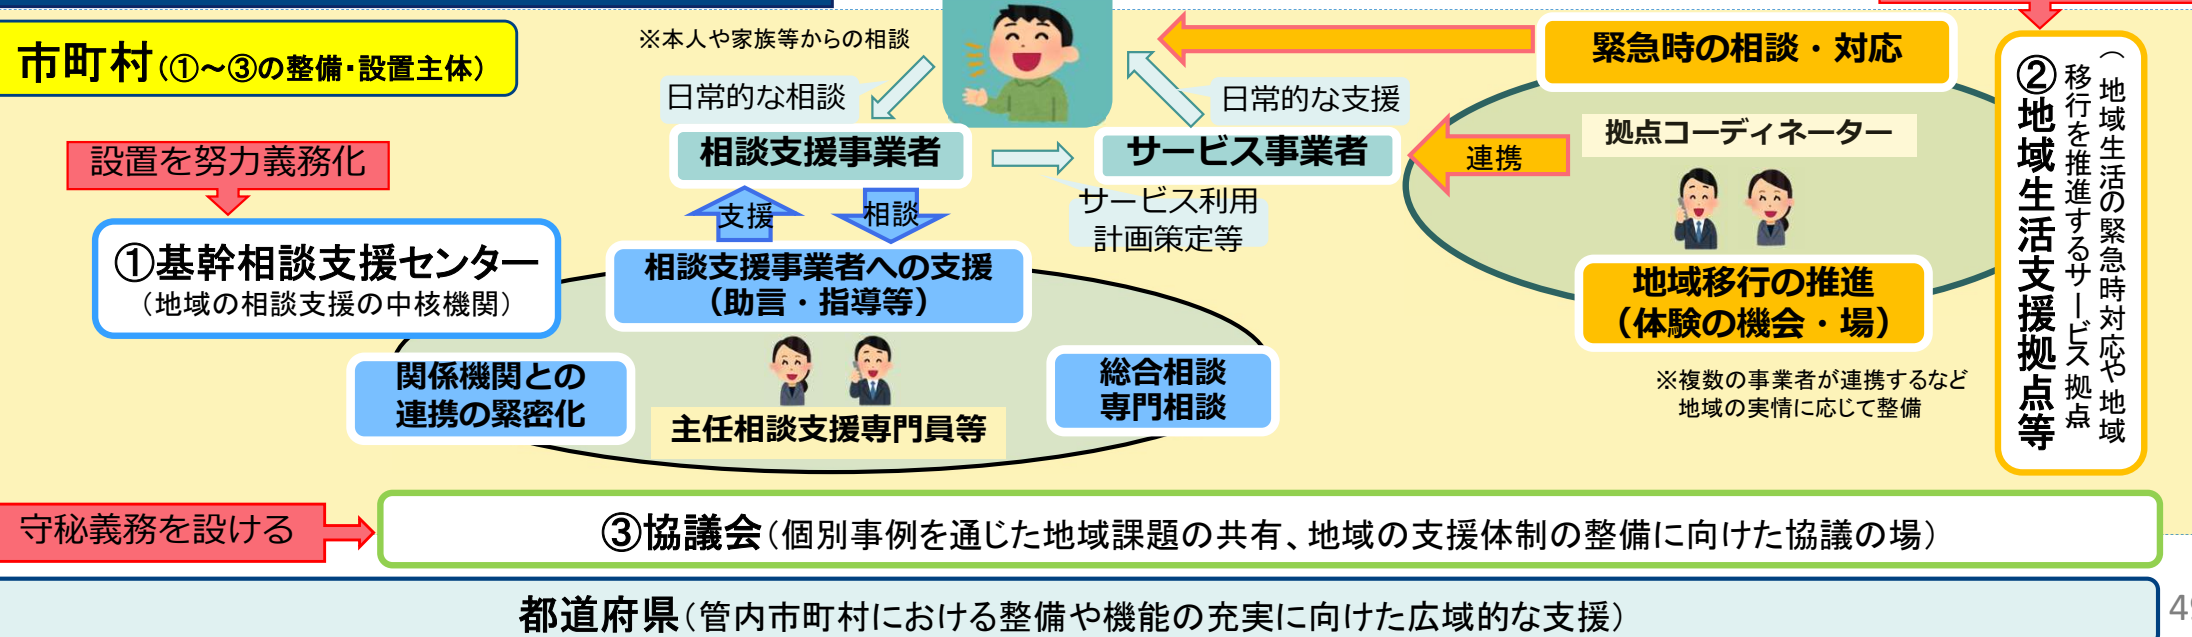 市町村(①～③の整備・設置主体)
※本人や家族等からの相談
日常的な相談
日常的な支援
緊急時の相談・対応
相談支援事業者
サービス事業者
連携
拠点コーディネーター
サービス利用
計画策定等
設置を努力義務化
支援
相談
①基幹相談支援センター
(地域の相談支援の中核機関)
相談支援事業者への支援
(助言・指導等)
関係機関との
連携の緊密化
主任相談支援専門員等
総合相談
専門相談
地域移行の推進
(体験の機会・場)
※複数の事業者が連携するなど
地域の実情に応じて整備
②地域生活支援拠点等
(地域生活の緊急時対応や地域
移行を推進するサービス拠点
守秘義務を設ける
③協議会(個別事例を通じた地域課題の共有、地域の支援体制の整備に向けた協議の場)
都道府県(管内市町村における整備や機能の充実に向けた広域的な支援)